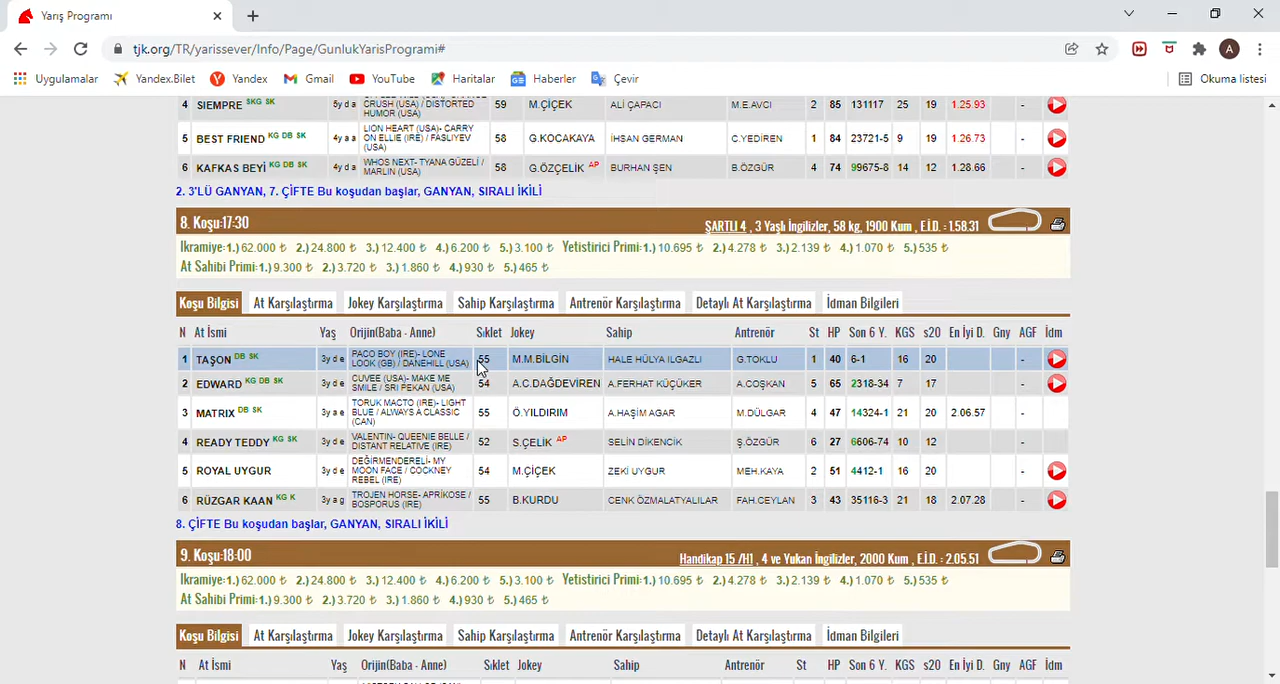 Yarış Programı
tjk.org/TR/yarissever/Info/Page/GunlukYarisProgrami#
A
Uygulamalar Yandex.Bilet Yandex Gmail YouTube Haritalar Haberler Çevir Okuma listesi
4 SIEMPRE SKG SK 5y d a CRUSH (USA) / DISTORTED HUMOR (USA) 59 M.ÇİÇEK ALİ ÇAPACI M.E.AVCI 2 85 131117 25 19 1.25.93 -
5 BEST FRIEND KG DB SK 4y a a LION HEART (USA)- CARRY ON ELLIE (IRE) / FASLIYEV (USA) 58 G.KOCAKAYA İHSAN GERMAN C.YEDİREN 1 84 23721-5 9 19 1.26.73 -
6 KAFKAS BEYİ KG DB SK 4y d a WHOS NEXT- TYANA GÜZELİ / MARLIN (USA) 58 G.ÖZÇELİK AP BURHAN ŞEN B.ÖZGÜR 4 74 99675-8 14 12 1.28.66 -
2. 3'LÜ GANYAN, 7. ÇİFTE Bu koşudan başlar, GANYAN, SIRALI İKİLİ
8. Koşu:17:30 ŞARTLI 4 , 3 Yaşlı İngilizler, 58 kg, 1900 Kum , E.İ.D. : 1.58.31
İkramiye:1.) 62.000 ₺ 2.) 24.800 ₺ 3.) 12.400 ₺ 4.) 6.200 ₺ 5.) 3.100 ₺ Yetistirici Primi:1.) 10.695 ₺ 2.) 4.278 ₺ 3.) 2.139 ₺ 4.) 1.070 ₺ 5.) 535 ₺
At Sahibi Primi:1.) 9.300 ₺ 2.) 3.720 ₺ 3.) 1.860 ₺ 4.) 930 ₺ 5.) 465 ₺
Koşu Bilgisi At Karşılaştırma Jokey Karşılaştırma Sahip Karşılaştırma Antrenör Karşılaştırma Detaylı At Karşılaştırma İdman Bilgileri
N At İsmi Yaş Orijin(Baba - Anne) Sıklet Jokey Sahip Antrenör St HP Son 6 Y. KGS s20 En İyi D. Gny AGF İdm
1 TAŞON DB SK 3y d e PACO BOY (IRE)- LONE LOOK (GB) / DANEHILL (USA) 55 M.M.BİLGİN HALE HÜLYA ILGAZLI G.TOKLU 1 40 6-1 16 20 -
2 EDWARD KG DB SK 3y d e CUVEE (USA)- MAKE ME SMILE / SRI PEKAN (USA) 54 A.C.DAĞDEVİREN A.FERHAT KÜÇÜKER A.COŞKAN 5 65 2318-34 7 17 -
3 MATRIX DB SK 3y a e TORUK MACTO (IRE)- LIGHT BLUE / ALWAYS A CLASSIC (CAN) 55 Ö.YILDIRIM A.HAŞİM AGAR M.DÜLGAR 4 47 14324-1 21 20 2.06.57 -
4 READY TEDDY KG SK 3y d e VALENTIN- QUEENIE BELLE / DISTANT RELATIVE (IRE) 52 S.ÇELİK AP SELİN DİKENCİK Ş.ÖZGÜR 6 27 6606-74 10 12 -
5 ROYAL UYGUR 3y d e DEĞİRMENDERELİ- MY MOON FACE / COCKNEY REBEL (IRE) 54 M.ÇİÇEK ZEKİ UYGUR MEH.KAYA 2 51 4412-1 16 20 -
6 RÜZGAR KAAN KG K 3y a g TROJEN HORSE- APRİKOSE / BOSPORUS (IRE) 55 B.KURDU CENK ÖZMALATYALILAR FAH.CEYLAN 3 43 35116-3 21 18 2.07.28 -
8. ÇİFTE Bu koşudan başlar, GANYAN, SIRALI İKİLİ
9. Koşu:18:00 Handikap 15 /H1 , 4 ve Yukarı İngilizler, 2000 Kum , E.İ.D. : 2.05.51
İkramiye:1.) 62.000 ₺ 2.) 24.800 ₺ 3.) 12.400 ₺ 4.) 6.200 ₺ 5.) 3.100 ₺ Yetistirici Primi:1.) 10.695 ₺ 2.) 4.278 ₺ 3.) 2.139 ₺ 4.) 1.070 ₺ 5.) 535 ₺
At Sahibi Primi:1.) 9.300 ₺ 2.) 3.720 ₺ 3.) 1.860 ₺ 4.) 930 ₺ 5.) 465 ₺
Koşu Bilgisi At Karşılaştırma Jokey Karşılaştırma Sahip Karşılaştırma Antrenör Karşılaştırma Detaylı At Karşılaştırma İdman Bilgileri
N At İsmi Yaş Orijin(Baba - Anne) Sıklet Jokey Sahip Antrenör St HP Son 6 Y. KGS s20 En İyi D. Gny AGF İdm